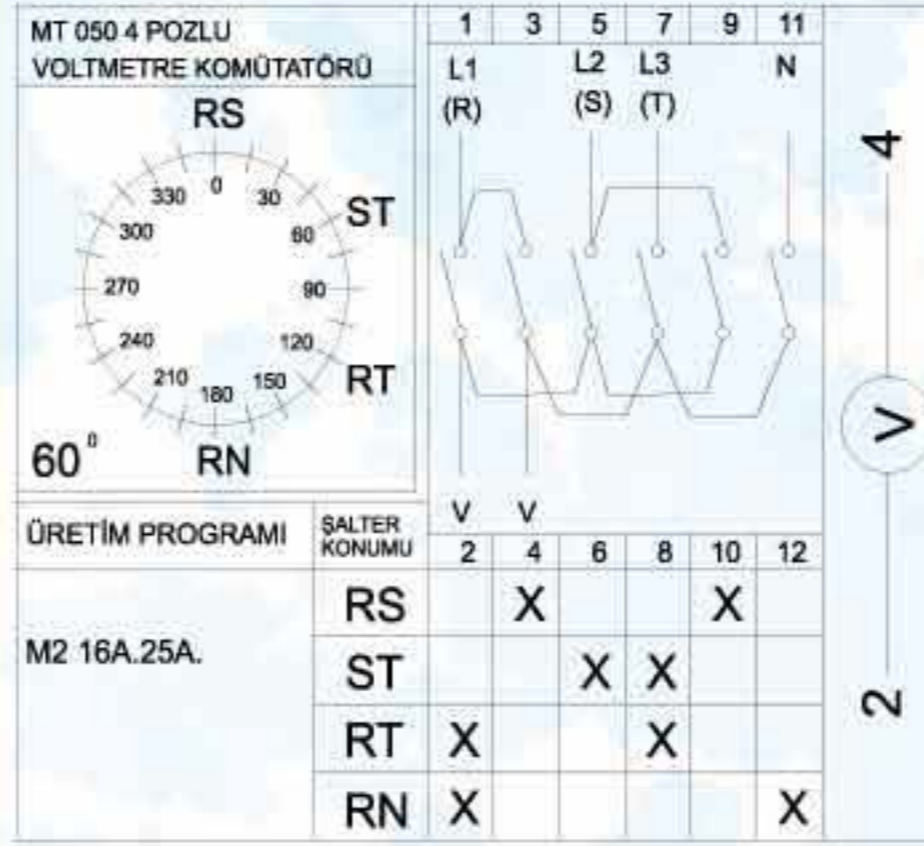 MT 050 4 POZLU
VOLTMETRE KOMÜTATÖRÜ
RS
0
30
ST
60
90
120
RT
150
180
RN
210
240
270
300
330
60°
1 3 5 7 9 11
L1 L2 L3 N
(R) (S) (T)
V V
ÜRETİM PROGRAMI
ŞALTER
KONUMU
2 4 6 8 10 12
M2 16A.25A.
RS X X
ST X X
RT X X
RN X X
4
V
2